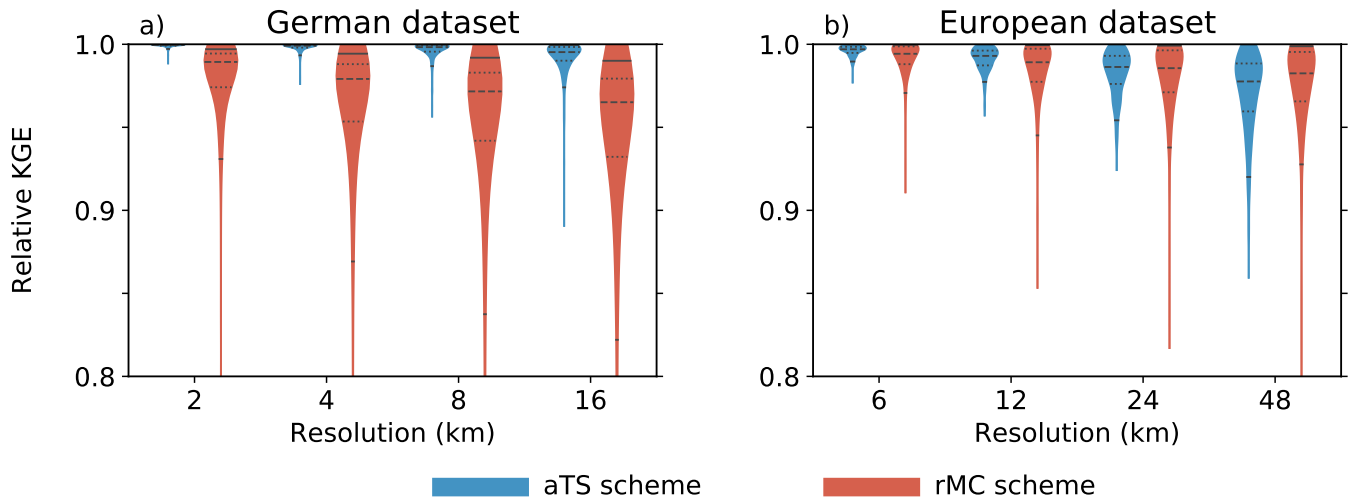 a) German dataset
b) European dataset
Relative KGE
1.0
0.9
0.8
2 4 8 16
Resolution (km)
1.0
0.9
0.8
6 12 24 48
Resolution (km)
aTS scheme
rMC scheme